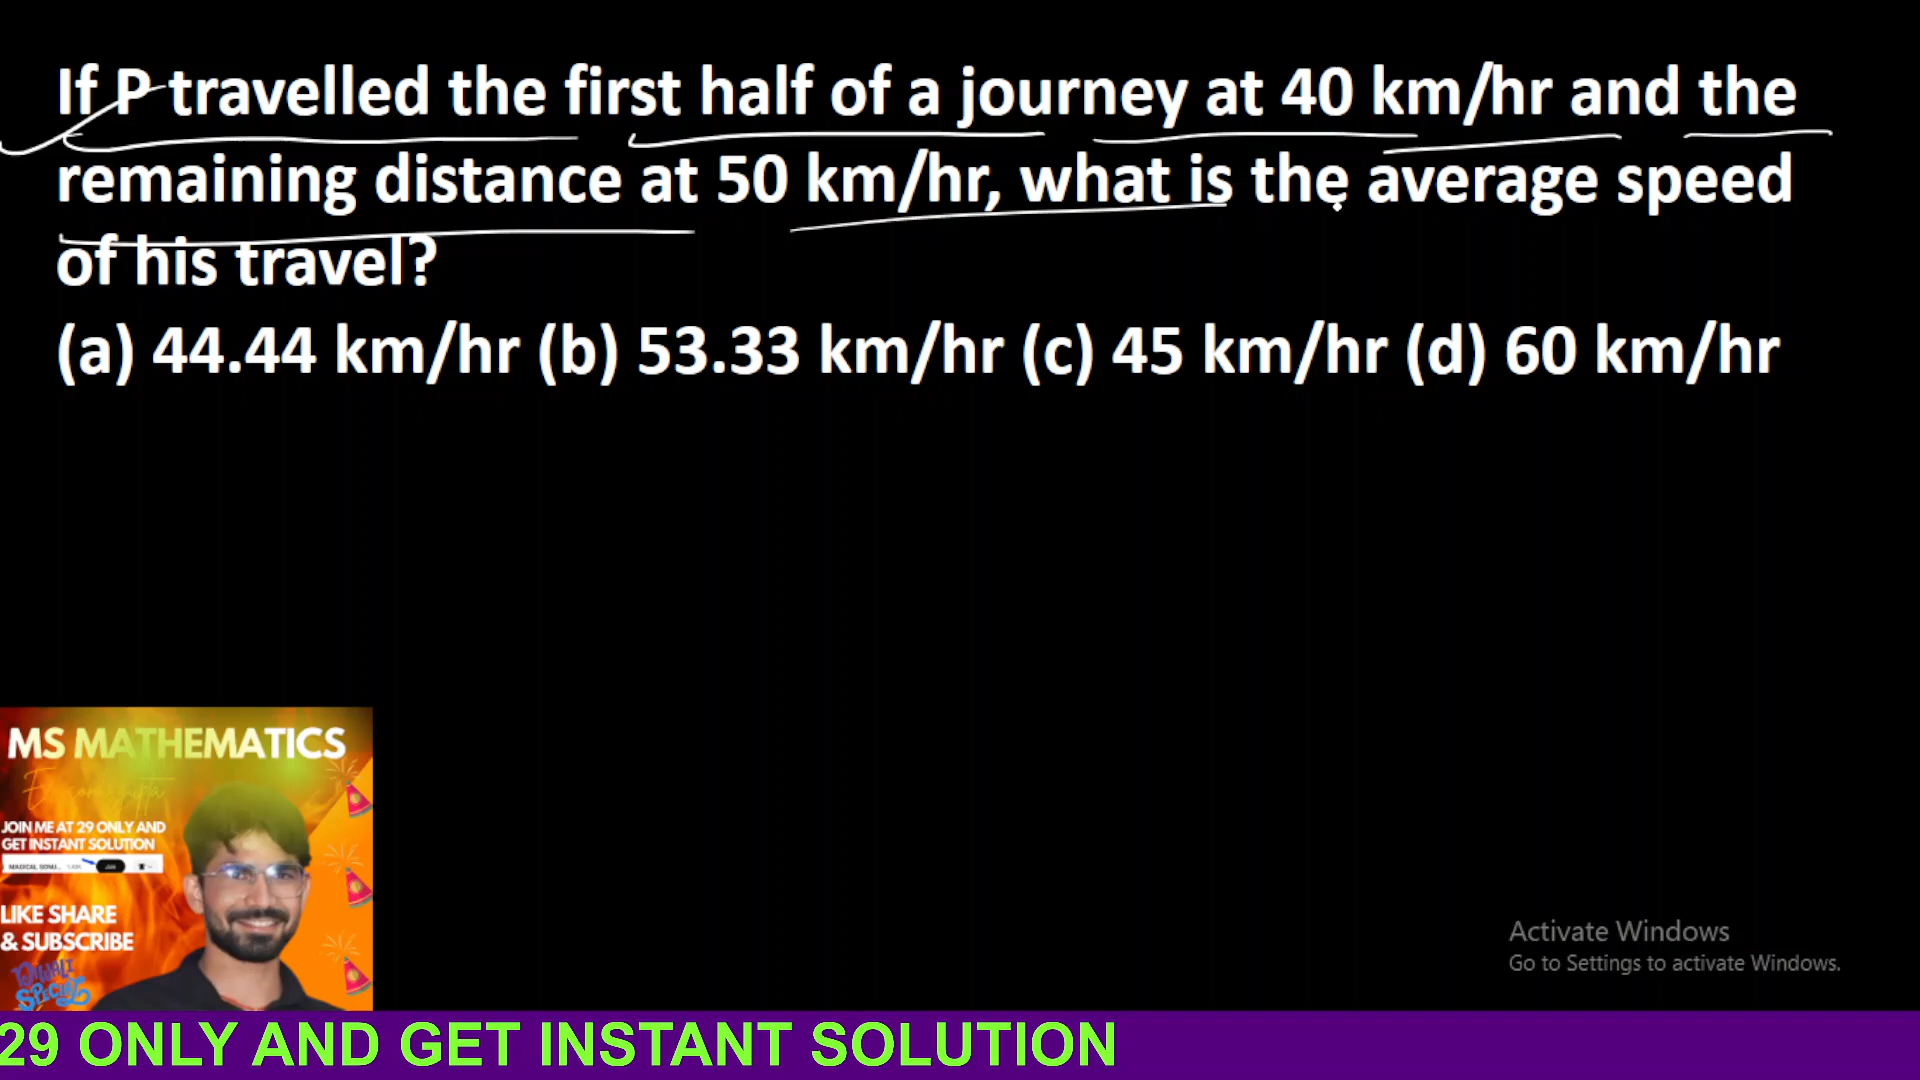 If P travelled the first half of a journey at 40 km/hr and the
remaining distance at 50 km/hr, what is the average speed
of his travel?
(a) 44.44 km/hr (b) 53.33 km/hr (c) 45 km/hr (d) 60 km/hr
MS MATHEMATICS
JOIN ME AT 29 ONLY AND
GET INSTANT SOLUTION
LIKE SHARE
& SUBSCRIBE
DIWALI
SPECIAL
Activate Windows
Go to Settings to activate Windows.
29 ONLY AND GET INSTANT SOLUTION